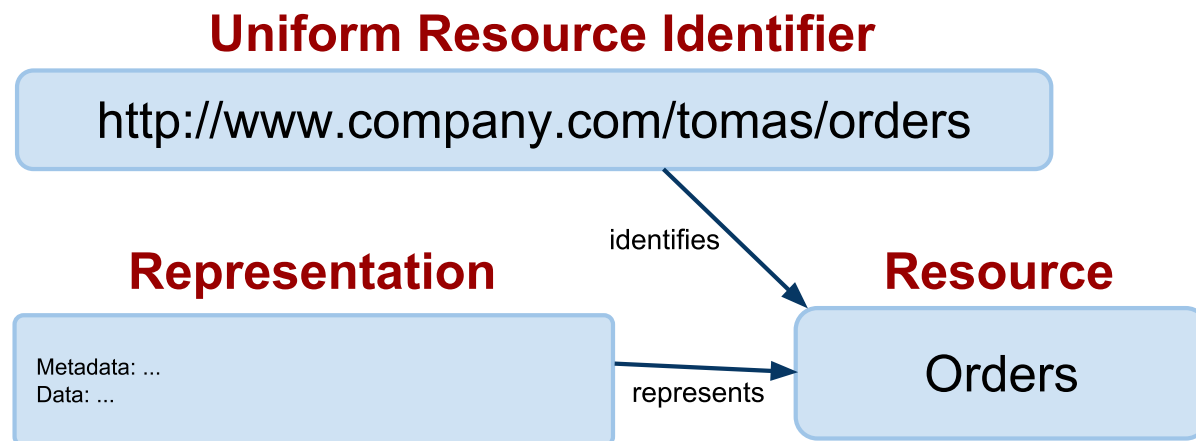 Uniform Resource Identifier
http://www.company.com/tomas/orders
identifies
Representation
Resource
Metadata: ...
Data: ...
represents
Orders